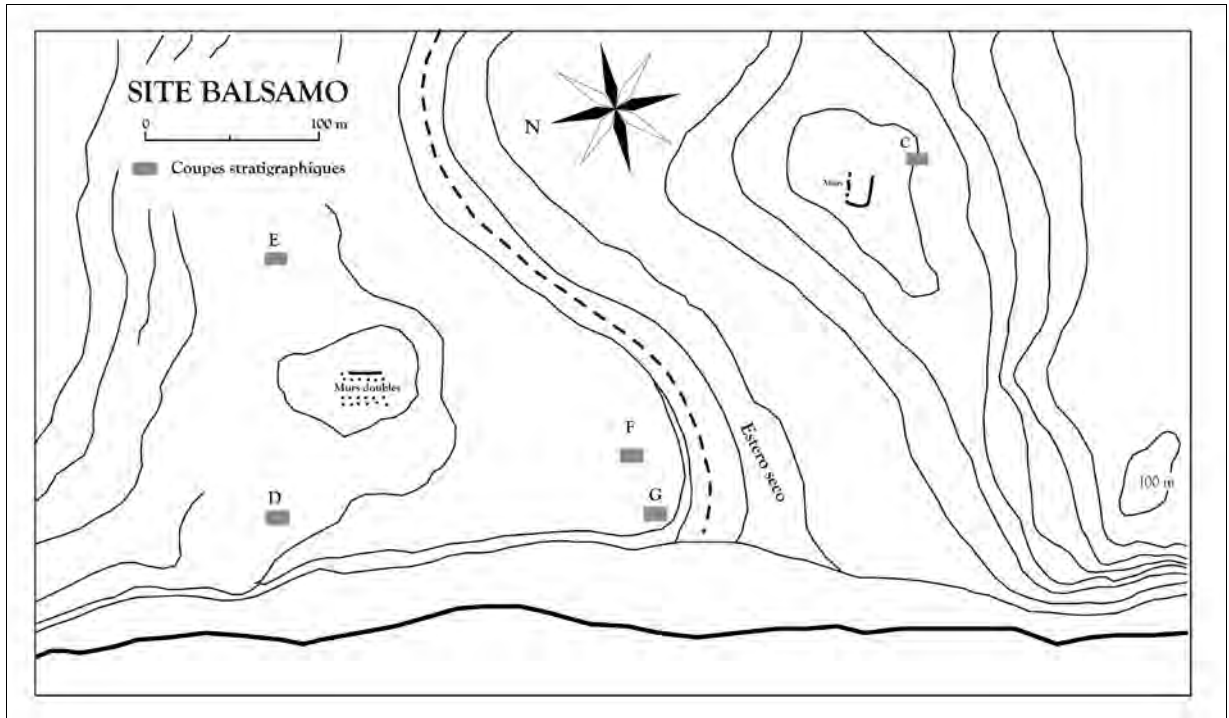 SITE BALSAMO
0 100 m
Coupes stratigraphiques
N
C
Murs
E
Murs doubles
F
Estero seco
100 m
D
G